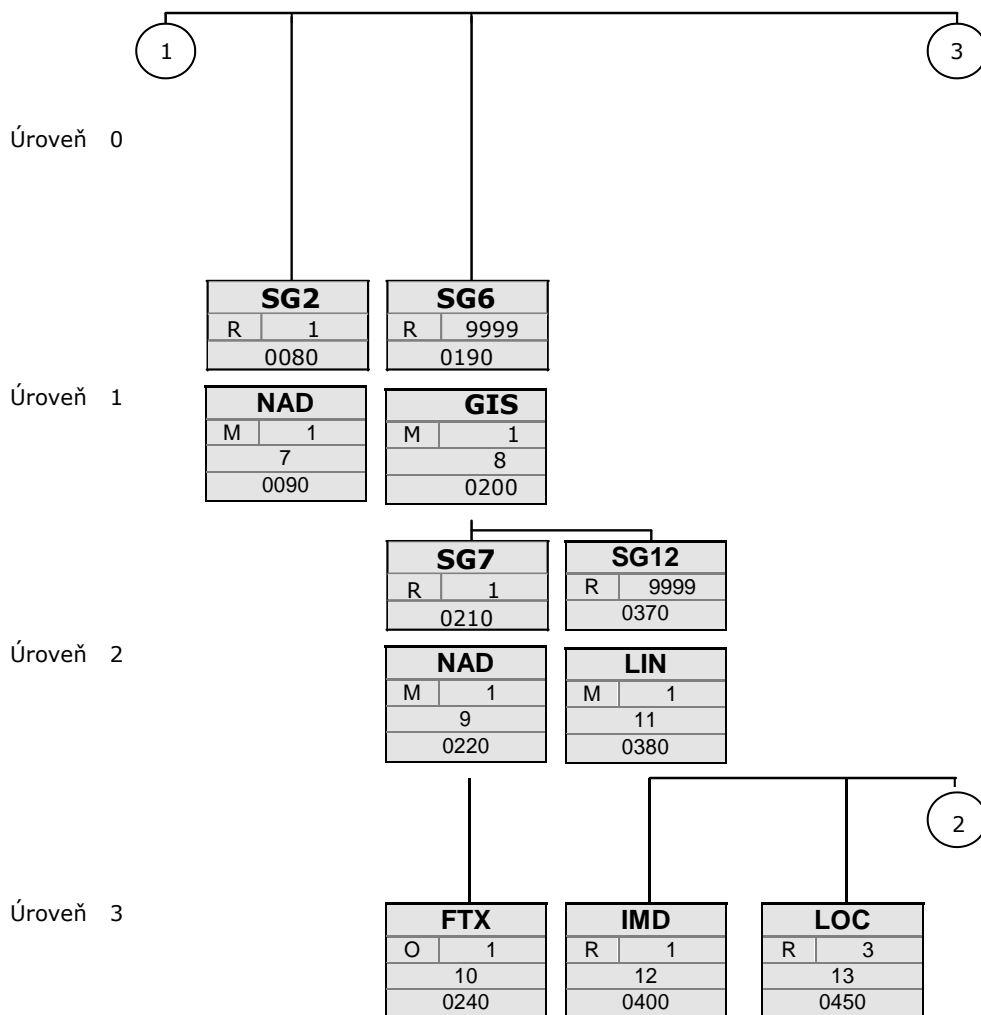 1 3
Úroveň 0
SG2 SG6
R 1 R 9999
0080 0190
Úroveň 1
NAD GIS
M 1 M 1
7 8
0090 0200
SG7 SG12
R 1 R 9999
0210 0370
Úroveň 2
NAD LIN
M 1 M 1
9 11
0220 0380
2
Úroveň 3
FTX IMD LOC
O 1 R 1 R 3
10 12 13
0240 0400 0450